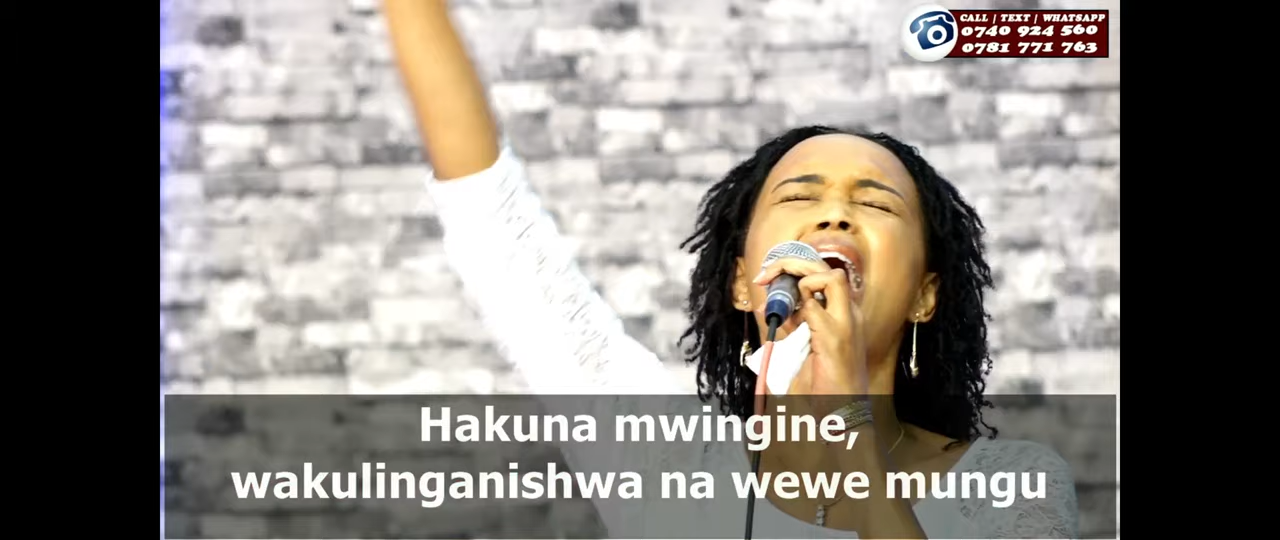 CALL | TEXT | WHATSAPP
0740 924 560
0781 771 763
Hakuna mwingine,
wakulinganishwa na wewe mungu